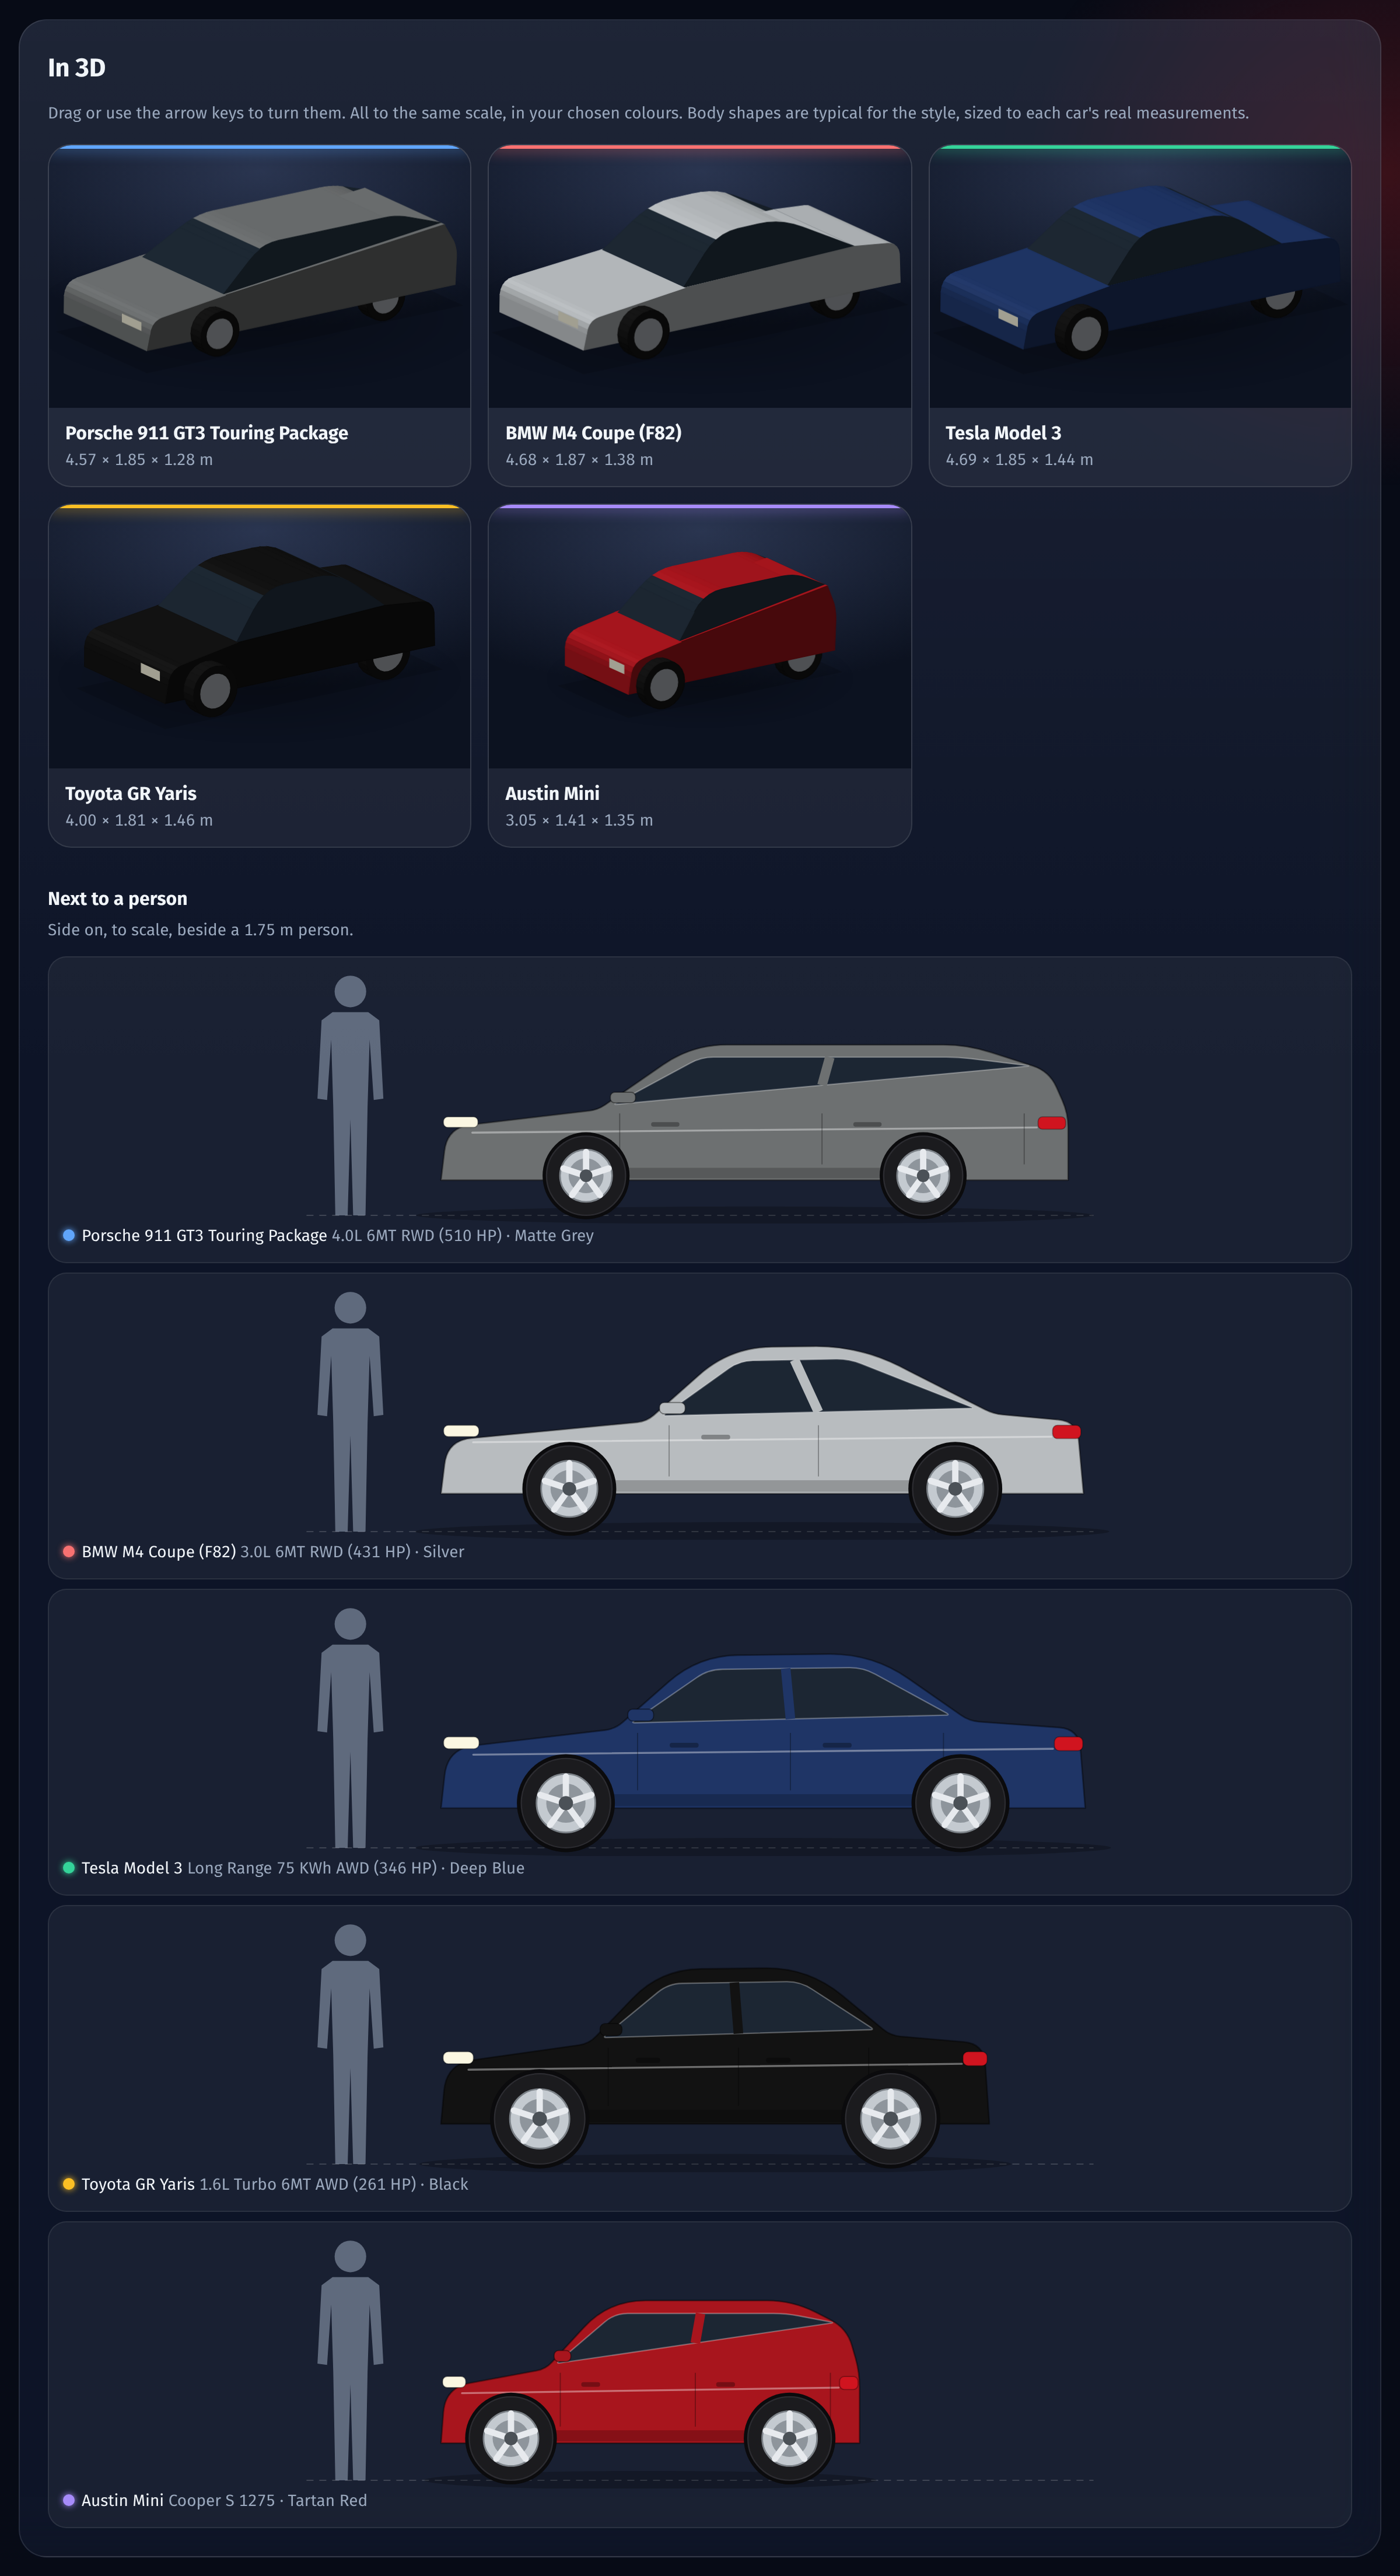 In 3D
Drag or use the arrow keys to turn them. All to the same scale, in your chosen colours. Body shapes are typical for the style, sized to each car's real measurements.
Porsche 911 GT3 Touring Package
4.57 × 1.85 × 1.28 m
BMW M4 Coupe (F82)
4.68 × 1.87 × 1.38 m
Tesla Model 3
4.69 × 1.85 × 1.44 m
Toyota GR Yaris
4.00 × 1.81 × 1.46 m
Austin Mini
3.05 × 1.41 × 1.35 m
Next to a person
Side on, to scale, beside a 1.75 m person.
Porsche 911 GT3 Touring Package 4.0L 6MT RWD (510 HP) · Matte Grey
BMW M4 Coupe (F82) 3.0L 6MT RWD (431 HP) · Silver
Tesla Model 3 Long Range 75 KWh AWD (346 HP) · Deep Blue
Toyota GR Yaris 1.6L Turbo 6MT AWD (261 HP) · Black
Austin Mini Cooper S 1275 · Tartan Red